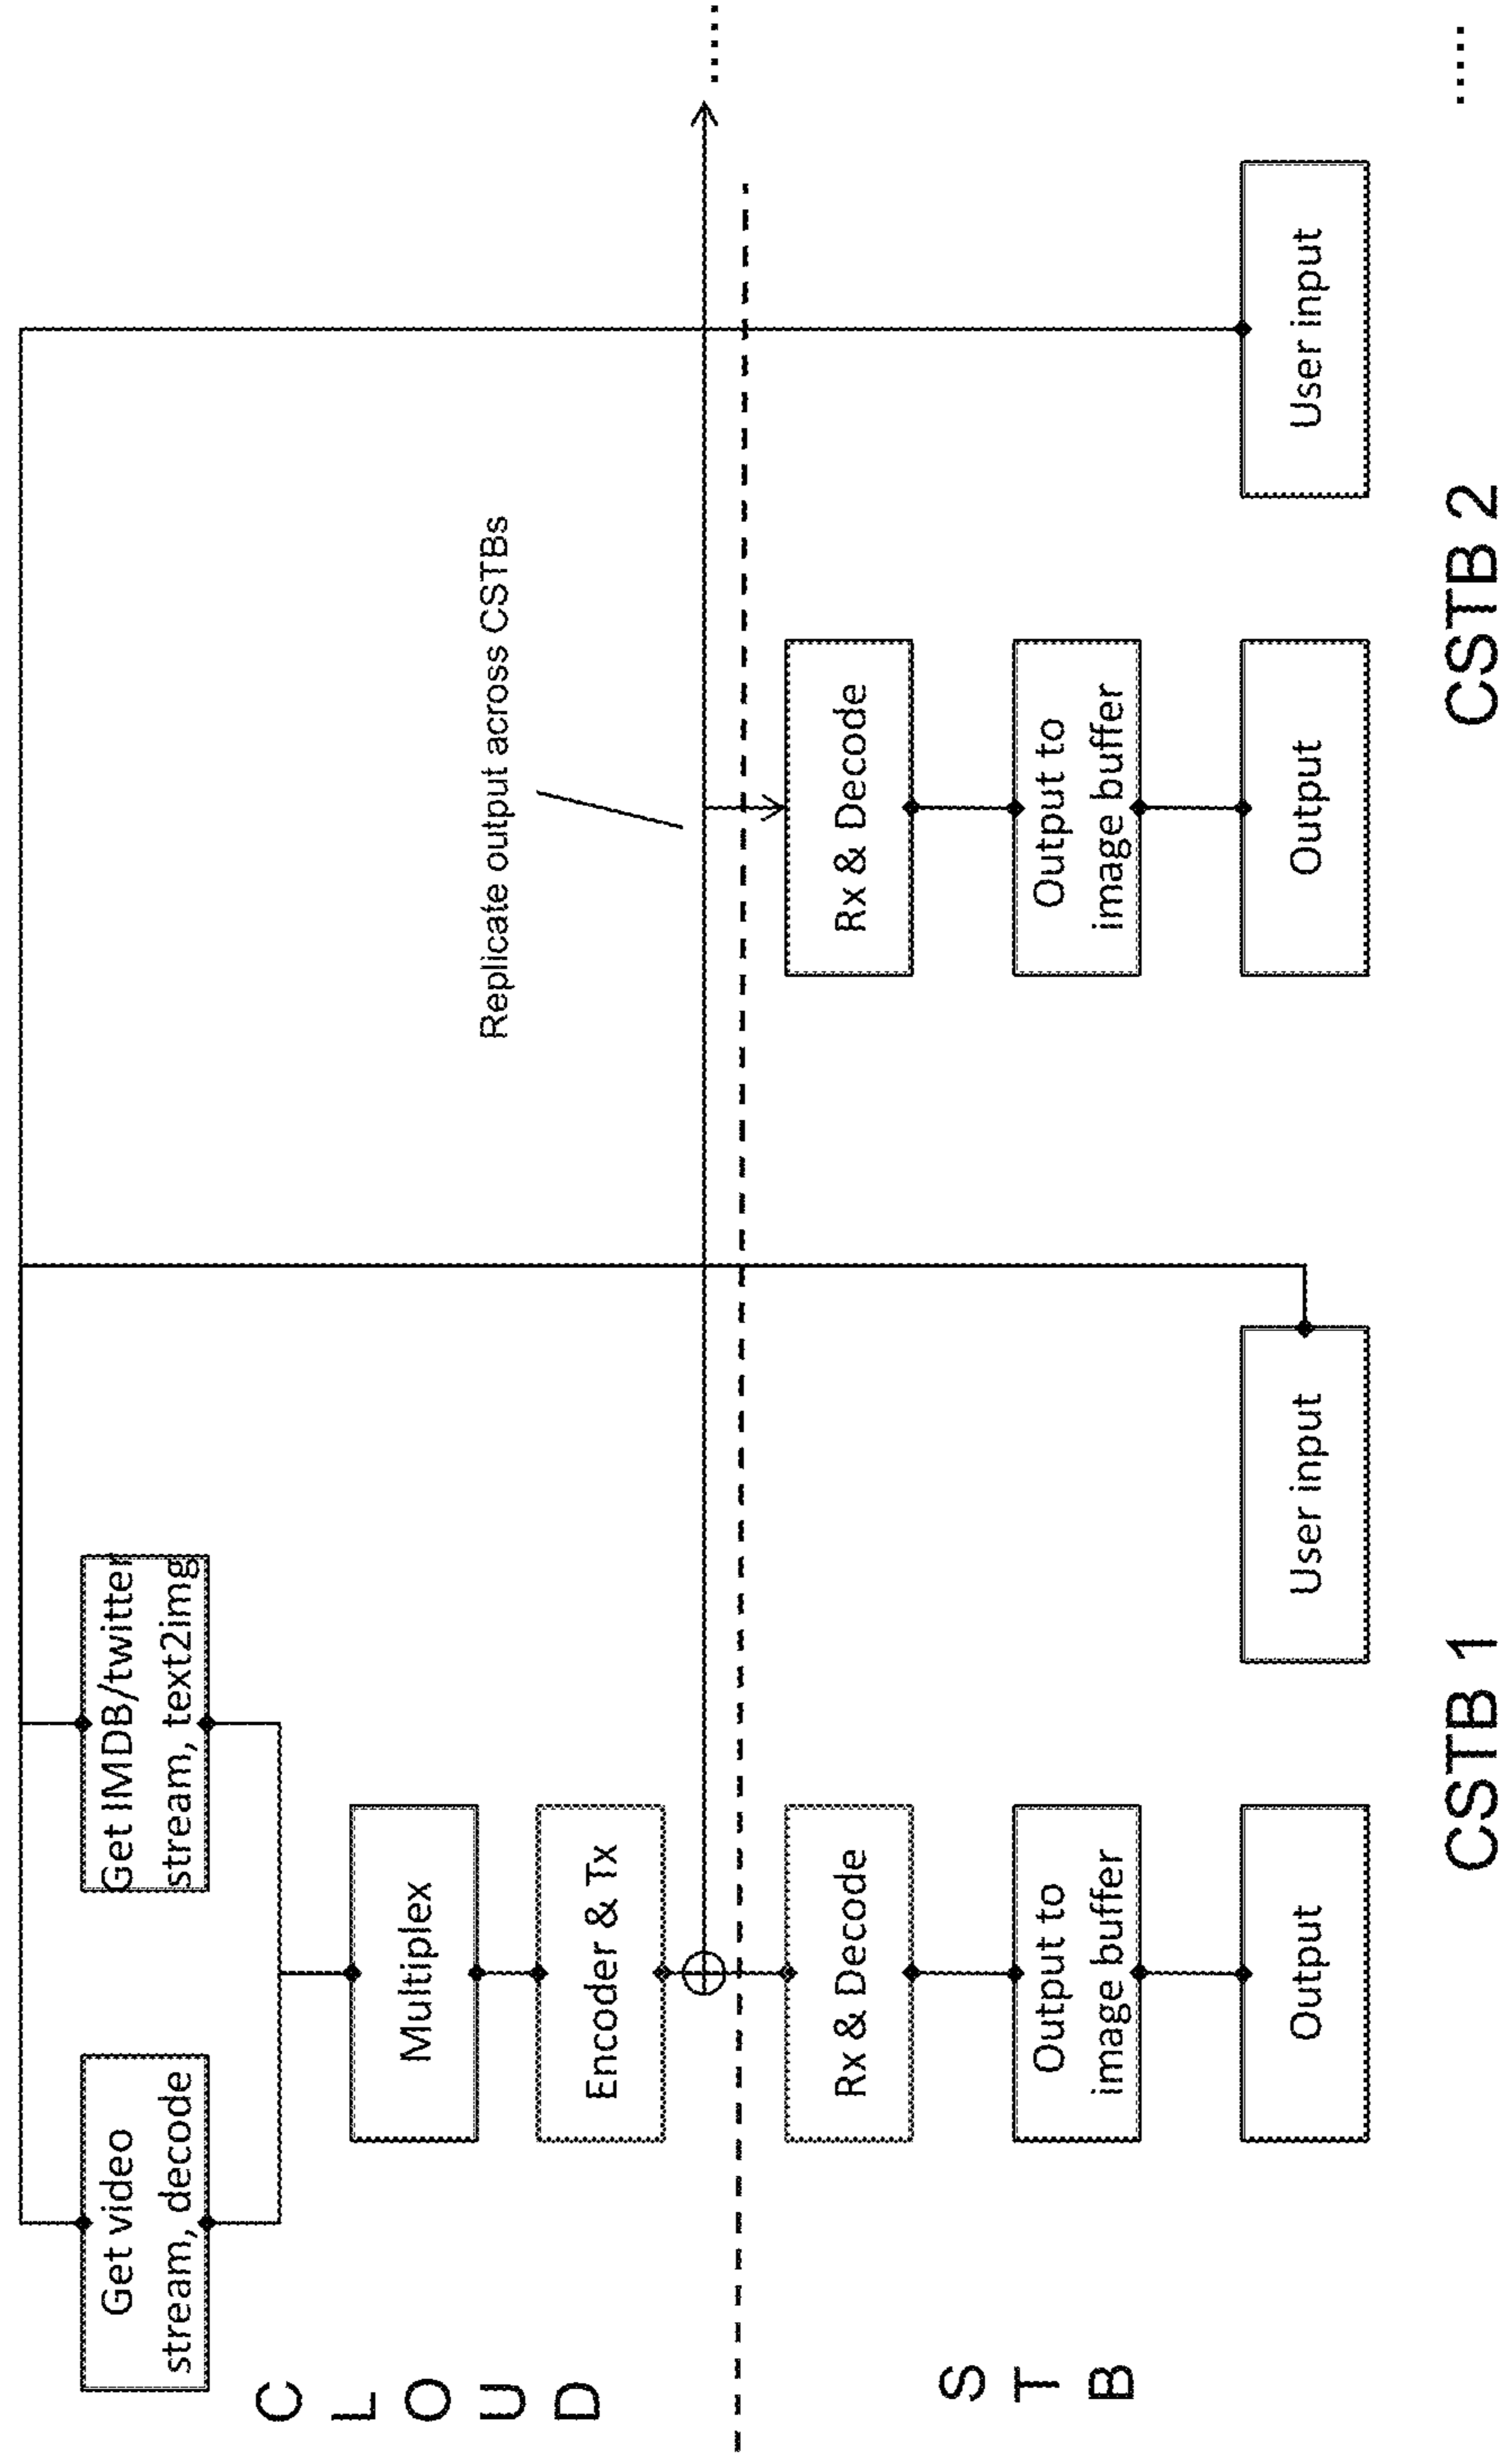 Get video
stream, decode
Get IMDB/twitter
stream, text2img
C
L
O
U
D
Multiplex
Encoder & Tx
Replicate output across CSTBs
.....
S
T
B
Rx & Decode
Output to
image buffer
Output
User input
Rx & Decode
Output to
image buffer
Output
User input
CSTB 1
CSTB 2
.....